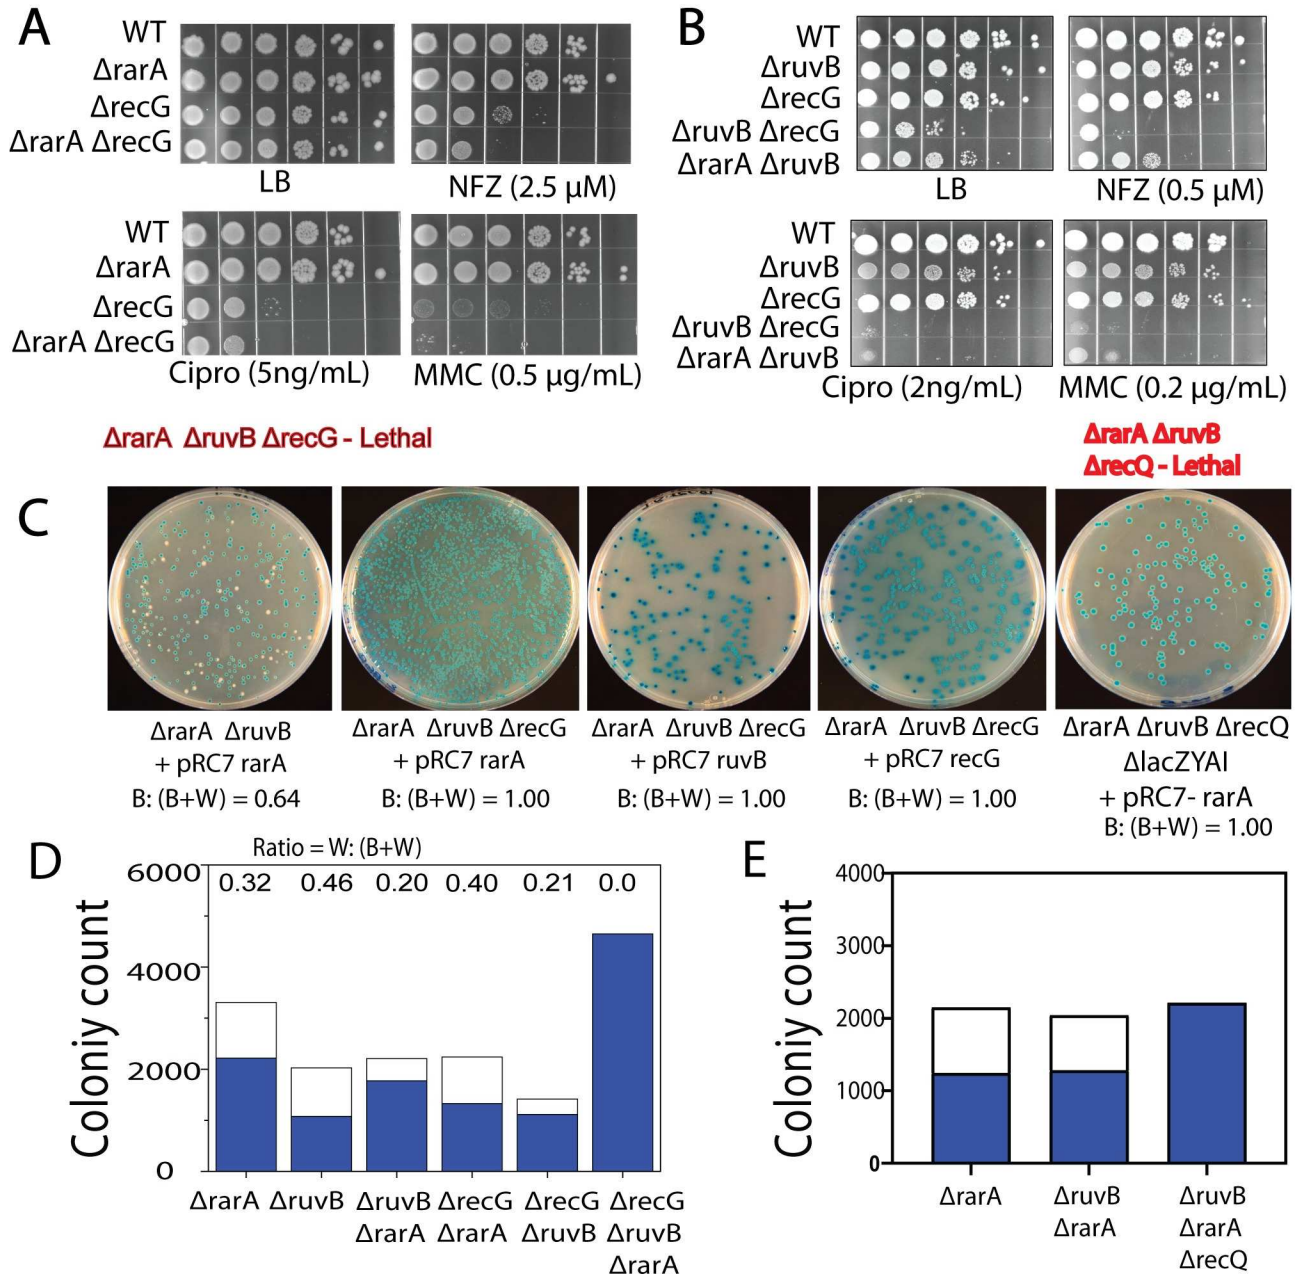 A
WT
ΔrarA
ΔrecG
ΔrarA ΔrecG
LB
NFZ (2.5 µM)
WT
ΔrarA
ΔrecG
ΔrarA ΔrecG
Cipro (5ng/mL)
MMC (0.5 µg/mL)
B
WT
ΔruvB
ΔrecG
ΔruvB ΔrecG
ΔrarA ΔruvB
LB
NFZ (0.5 µM)
WT
ΔruvB
ΔrecG
ΔruvB ΔrecG
ΔrarA ΔruvB
Cipro (2ng/mL)
MMC (0.2 µg/mL)
ΔrarA ΔruvB ΔrecG - Lethal
ΔrarA ΔruvB
ΔrecQ - Lethal
C
ΔrarA ΔruvB
+ pRC7 rarA
B: (B+W) = 0.64
ΔrarA ΔruvB ΔrecG
+ pRC7 rarA
B: (B+W) = 1.00
ΔrarA ΔruvB ΔrecG
+ pRC7 ruvB
B: (B+W) = 1.00
ΔrarA ΔruvB ΔrecG
+ pRC7 recG
B: (B+W) = 1.00
ΔrarA ΔruvB ΔrecQ
ΔlacZYAI
+ pRC7- rarA
B: (B+W) = 1.00
D
Ratio = W: (B+W)
0.32 0.46 0.20 0.40 0.21 0.0
Coloniy count
6000
4000
2000
0
ΔrarA
ΔruvB
ΔruvB
ΔrarA
ΔrecG
ΔrarA
ΔrecG
ΔruvB
ΔrecG
ΔruvB
ΔrarA
E
Coloniy count
4000
3000
2000
1000
0
ΔrarA
ΔruvB
ΔrarA
ΔruvB
ΔrarA
ΔrecQ